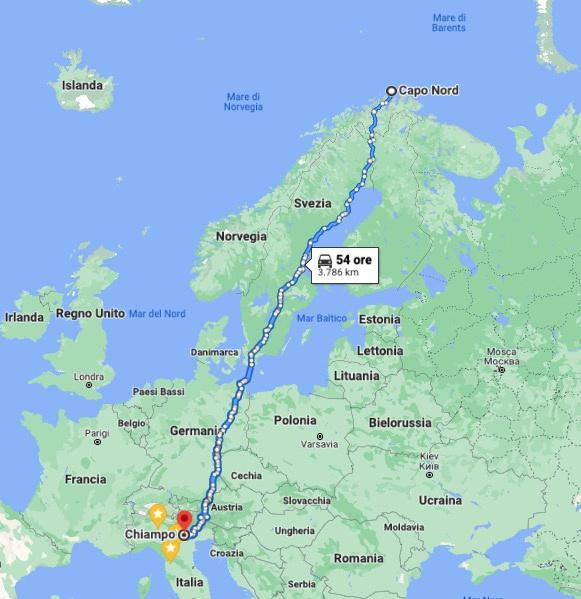 Mare di
Barents
Islanda
Capo Nord
Mare di
Norvegia
Svezia
Norvegia
54 ore
3.786 km
Irlanda
Regno Unito
Mare del Nord
Mar Baltico
Estonia
Lettonia
Danimarca
Mosca
Москва
Lituania
Londra
Paesi Bassi
Belgio
Polonia
Bielorussia
Germania
Parigi
Varsavia
Kiev
Київ
Francia
Cechia
Ucraina
Slovacchia
Austria
Chiampo
Moldavia
Ungheria
Croazia
Romania
Italia
Serbia